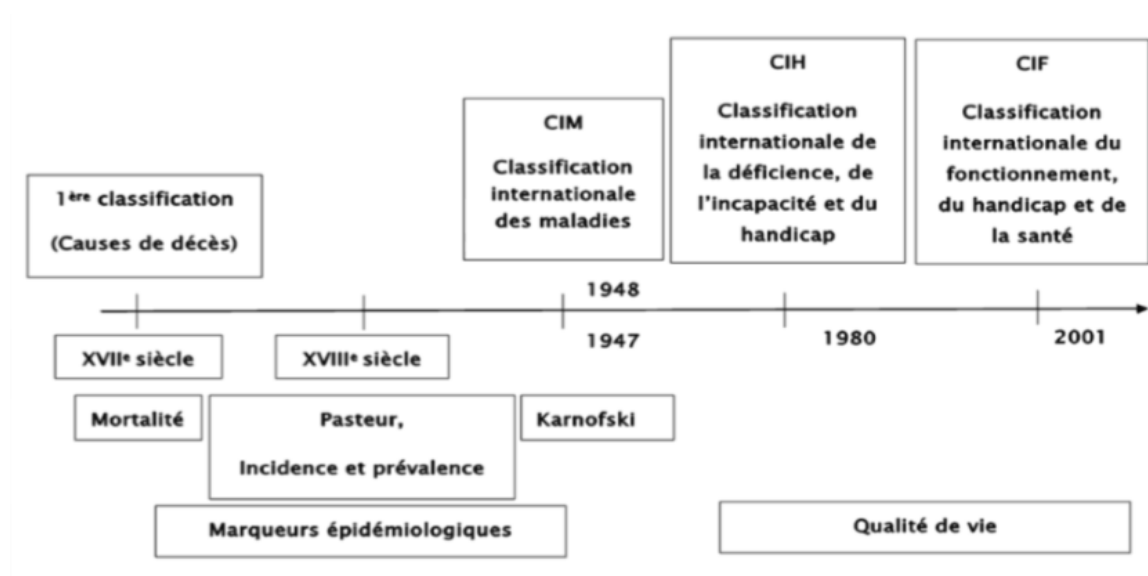 1ère classification
(Causes de décès)
CIM
Classification
internationale
des maladies
CIH
Classification
internationale de
la déficience, de
l'incapacité et du
handicap
CIF
Classification
internationale du
fonctionnement,
du handicap et de
la santé
1948
1947
1980
2001
XVIIe siècle
XVIIIe siècle
Mortalité
Pasteur,
Incidence et prévalence
Karnofski
Marqueurs épidémiologiques
Qualité de vie